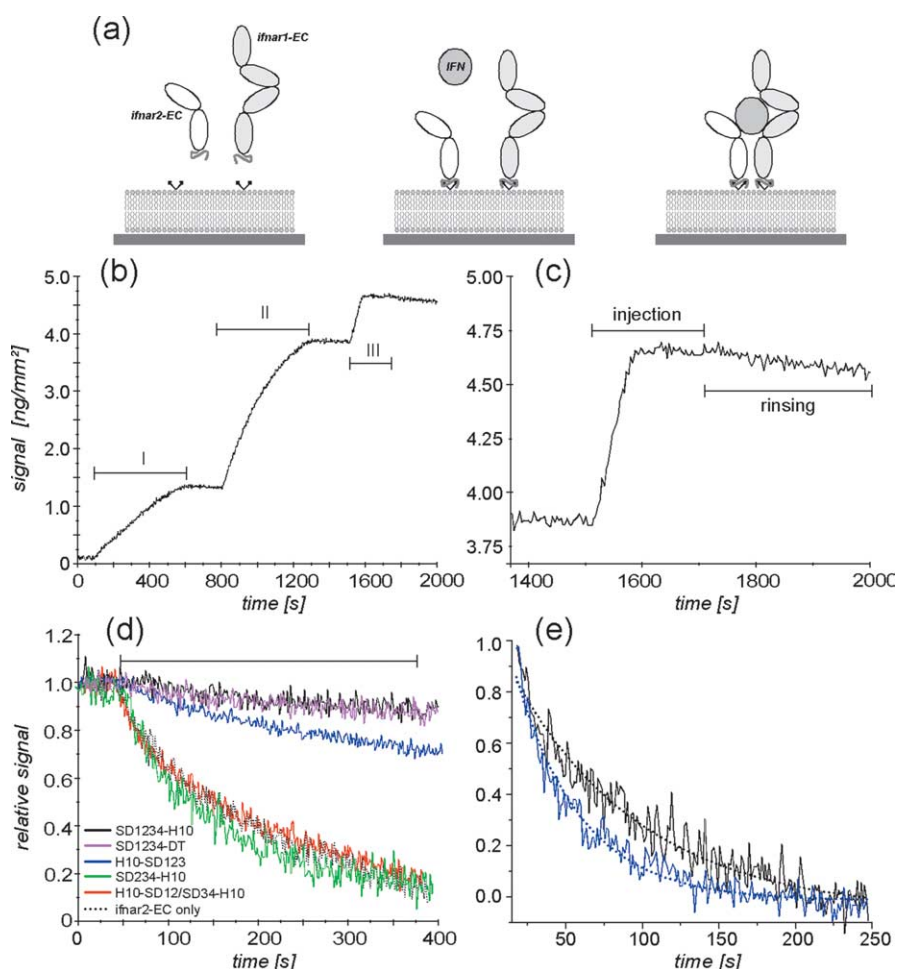 (a)
ifnar1-EC
ifnar2-EC
IFN
(b)
5.0
4.0
3.0
2.0
1.0
0
signal [ng/mm²]
I
II
III
0 400 800 1200 1600 2000
time [s]
(c)
5.00
4.75
4.50
4.25
4.00
3.75
injection
rinsing
1400 1600 1800 2000
time [s]
(d)
1.2
1.0
0.8
0.6
0.4
0.2
0
relative signal
SD1234-H10
SD1234-DT
H10-SD123
SD234-H10
H10-SD12/SD34-H10
ifnar2-EC only
0 100 200 300 400
time [s]
(e)
1.0
0.8
0.6
0.4
0.2
0.0
50 100 150 200 250
time [s]